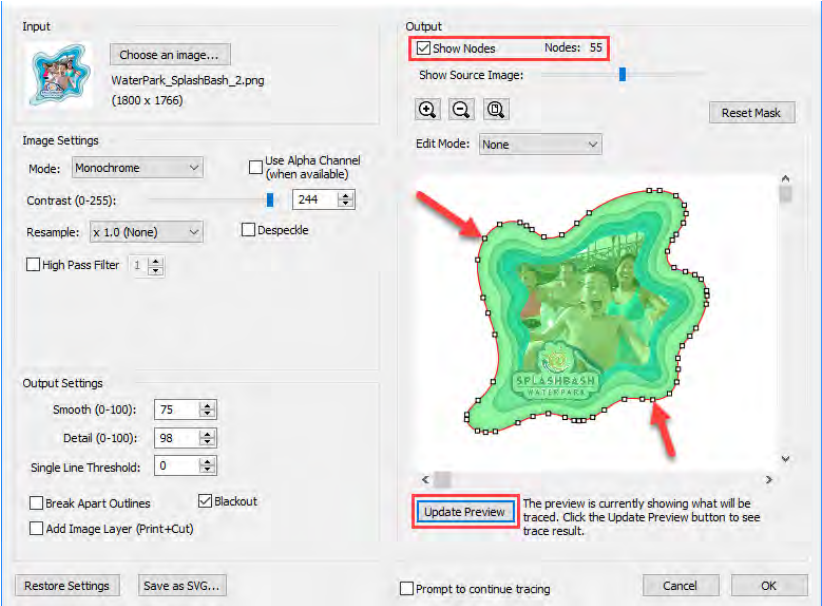 Input
Choose an image...
WaterPark_SplashBash_2.png
(1800 x 1766)
Image Settings
Mode: Monochrome
Use Alpha Channel
(when available)
Contrast (0-255): 244
Resample: x 1.0 (None)
Despeckle
High Pass Filter 1
Output Settings
Smooth (0-100): 75
Detail (0-100): 98
Single Line Threshold: 0
Break Apart Outlines
Blackout
Add Image Layer (Print+Cut)
Restore Settings
Save as SVG...
Output
Show Nodes Nodes: 55
Show Source Image:
Reset Mask
Edit Mode: None
SPLASHBASH
WATERPARK
Update Preview
The preview is currently showing what will be
traced. Click the Update Preview button to see
trace result.
Prompt to continue tracing
Cancel
OK